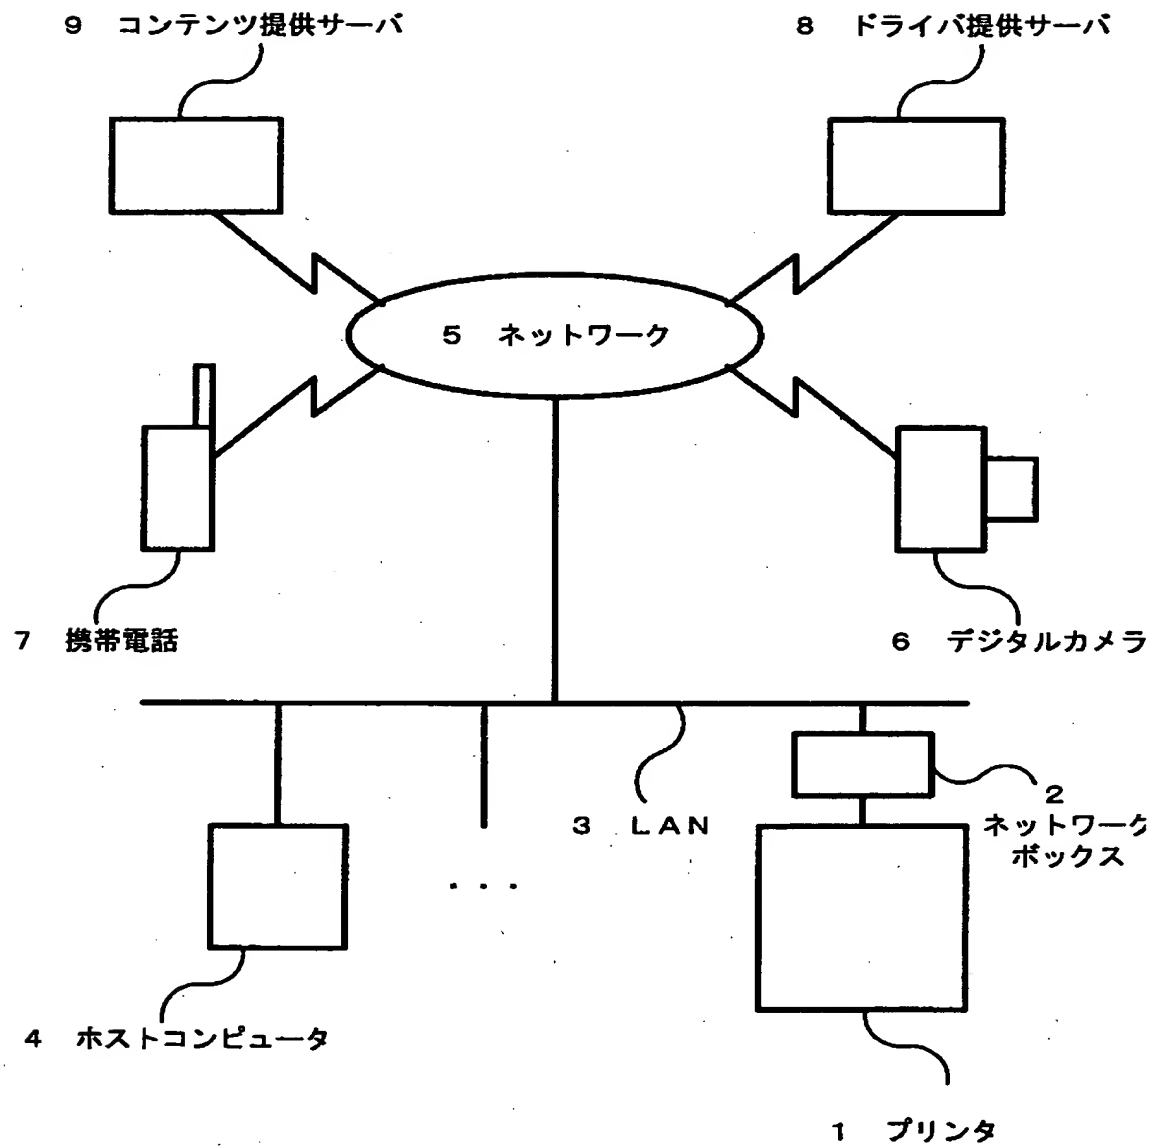 ９ コンテンツ提供サーバ
８ ドライバ提供サーバ
５ ネットワーク
７ 携帯電話
６ デジタルカメラ
３ ＬＡＮ
２
ネットワーク
ボックス
...
４ ホストコンピュータ
１ プリンタ